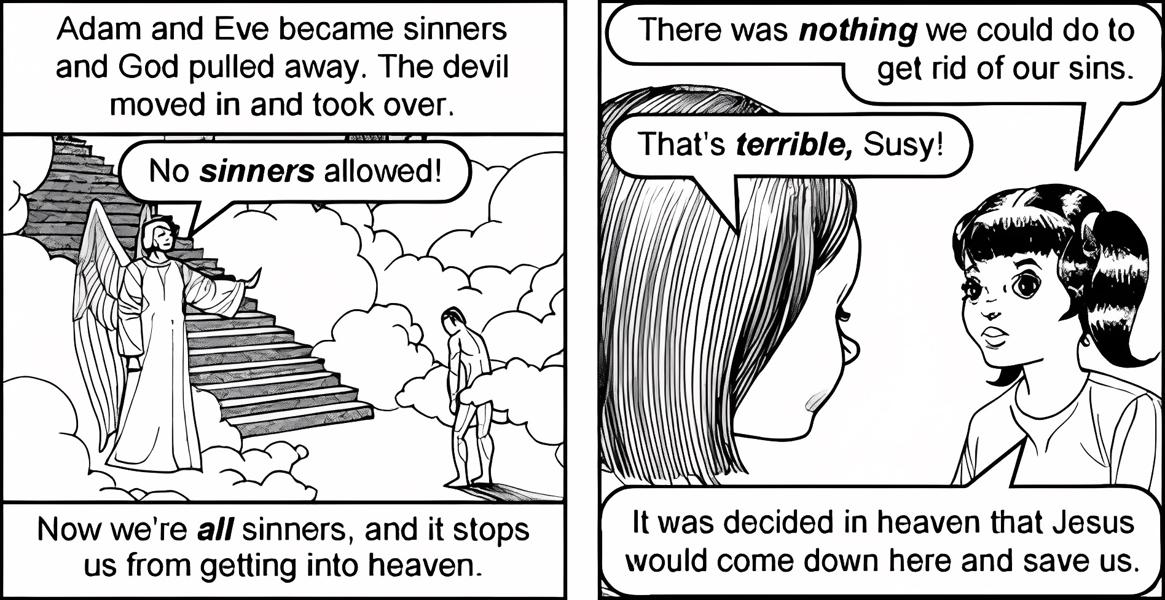 Adam and Eve became sinners
and God pulled away. The devil
moved in and took over.
No sinners allowed!
Now we're all sinners, and it stops
us from getting into heaven.
There was nothing we could do to
get rid of our sins.
That's terrible, Susy!
It was decided in heaven that Jesus
would come down here and save us.